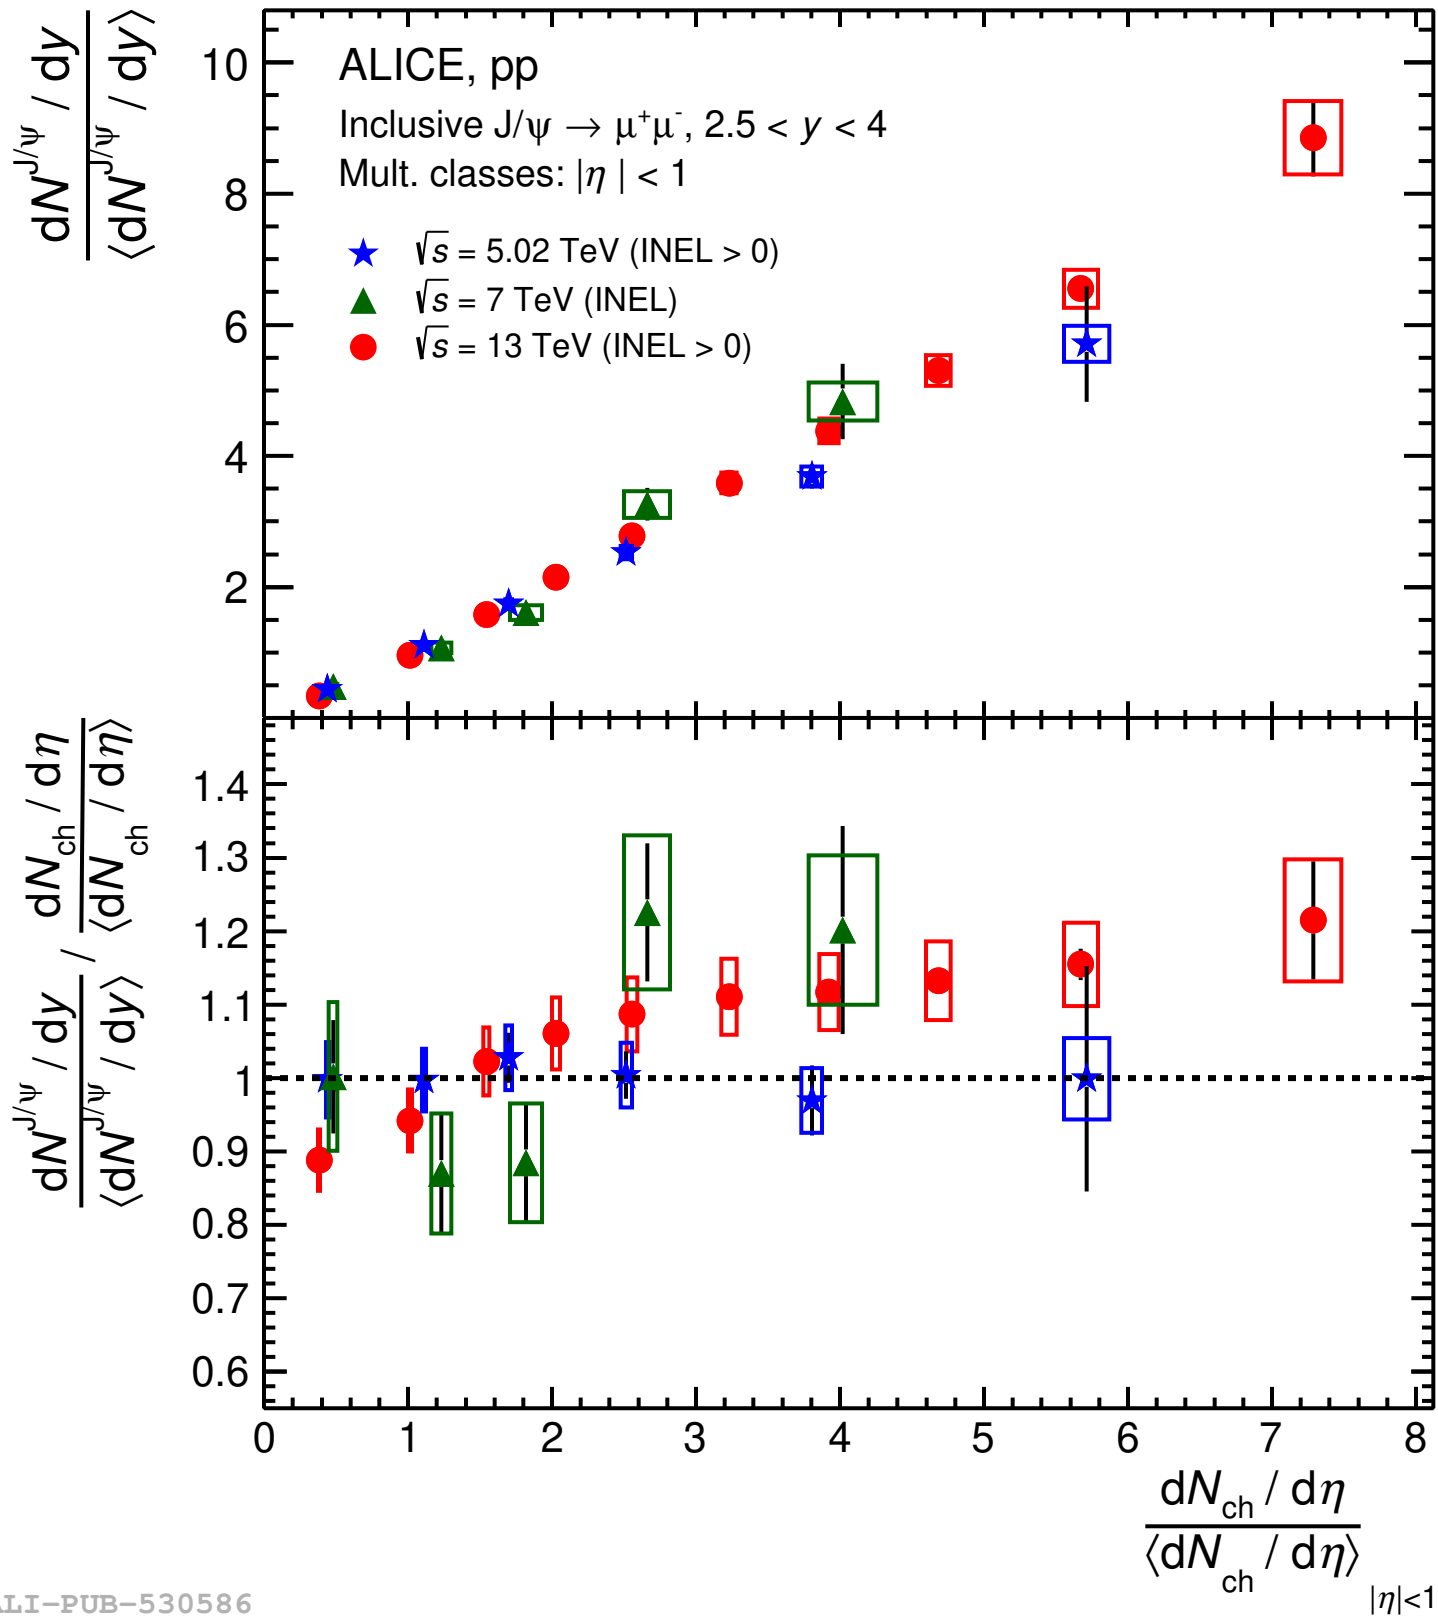 dN^J/ψ / dy
⟨dN^J/ψ / dy⟩
10
8
6
4
2
ALICE, pp
Inclusive J/ψ → μ⁺μ⁻, 2.5 < y < 4
Mult. classes: |η | < 1
√s = 5.02 TeV (INEL > 0)
√s = 7 TeV (INEL)
√s = 13 TeV (INEL > 0)
dN^J/ψ / dy / dN_ch / dη
⟨dN^J/ψ / dy⟩ ⟨dN_ch / dη⟩
1.4
1.3
1.2
1.1
1
0.9
0.8
0.7
0.6
0 1 2 3 4 5 6 7 8
dN_ch / dη
⟨dN_ch / dη⟩ |η|<1
ALI−PUB−530586